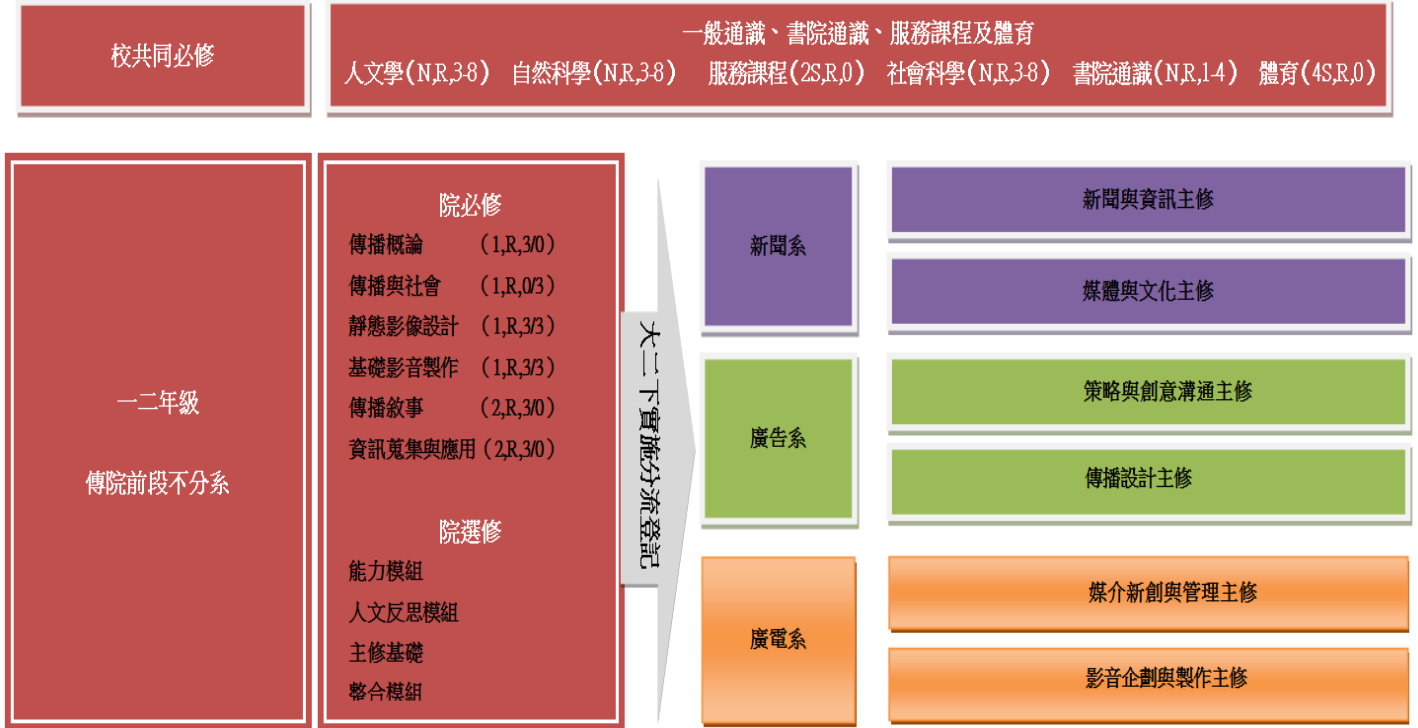 校共同必修
一般通識、書院通識、服務課程及體育
人文學(N,R,3-8) 自然科學(N,R,3-8) 服務課程(2S,R,0) 社會科學(N,R,3-8) 書院通識(N,R,1-4) 體育(4S,R,0)
一二年級
傳院前段不分系
院必修
傳播概論 (1,R,3/0)
傳播與社會 (1,R,0/3)
靜態影像設計 (1,R,3/3)
基礎影音製作 (1,R,3/3)
傳播敘事 (2,R,3/0)
資訊蒐集與應用 (2,R,3/0)
院選修
能力模組
人文反思模組
主修基礎
整合模組
大二下實施分流登記
新聞系
新聞與資訊主修
媒體與文化主修
廣告系
策略與創意溝通主修
傳播設計主修
廣電系
媒介新創與管理主修
影音企劃與製作主修